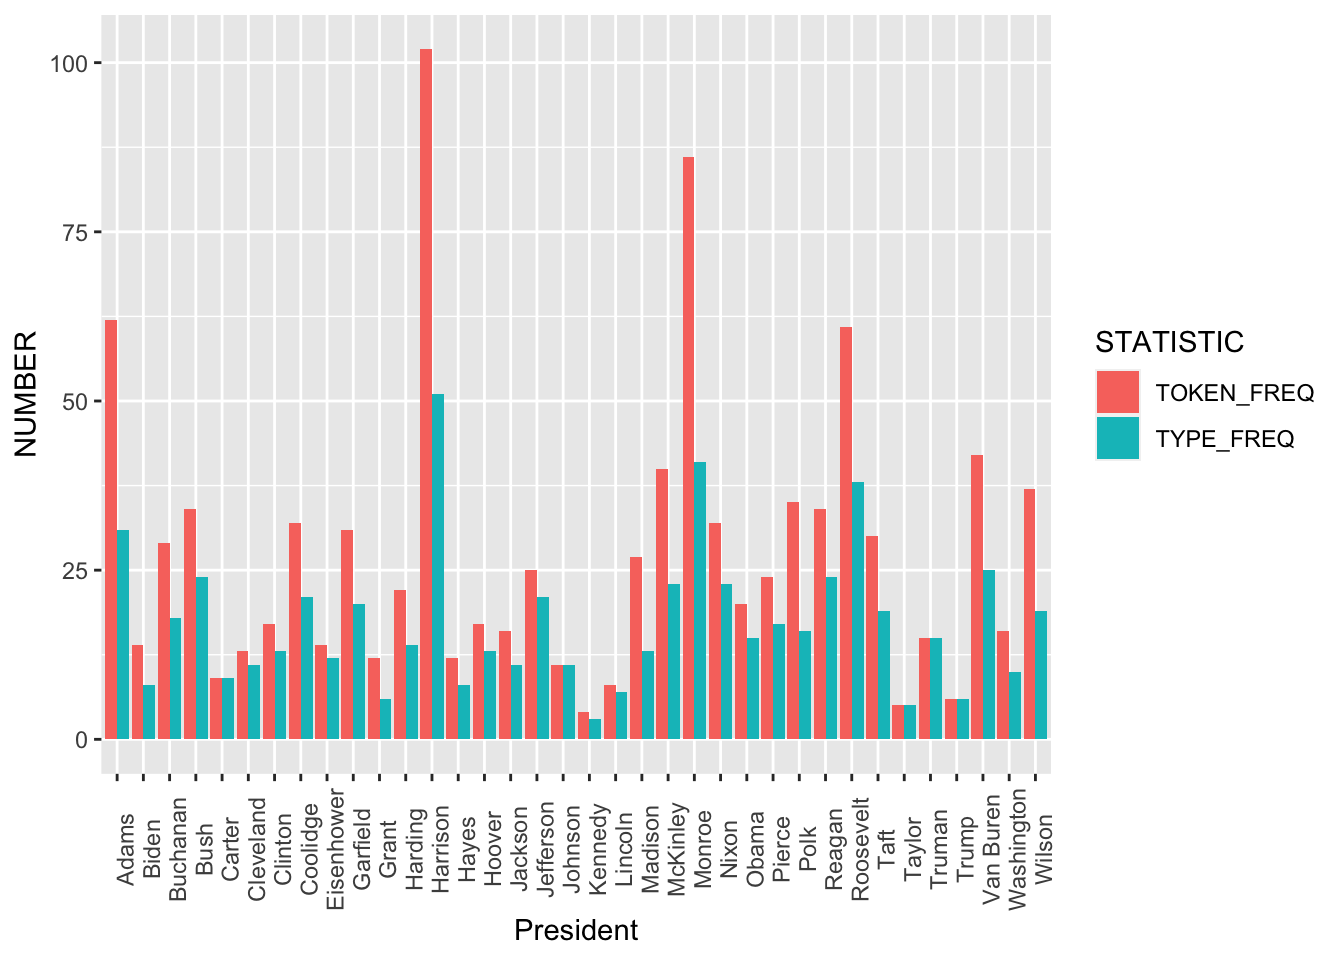 100
75
50
25
0
NUMBER
Adams
Biden
Buchanan
Bush
Carter
Cleveland
Clinton
Coolidge
Eisenhower
Garfield
Grant
Harding
Harrison
Hayes
Hoover
Jackson
Jefferson
Johnson
Kennedy
Lincoln
Madison
McKinley
Monroe
Nixon
Obama
Pierce
Polk
Reagan
Roosevelt
Taft
Taylor
Truman
Trump
Van Buren
Washington
Wilson
President
STATISTIC
TOKEN_FREQ
TYPE_FREQ